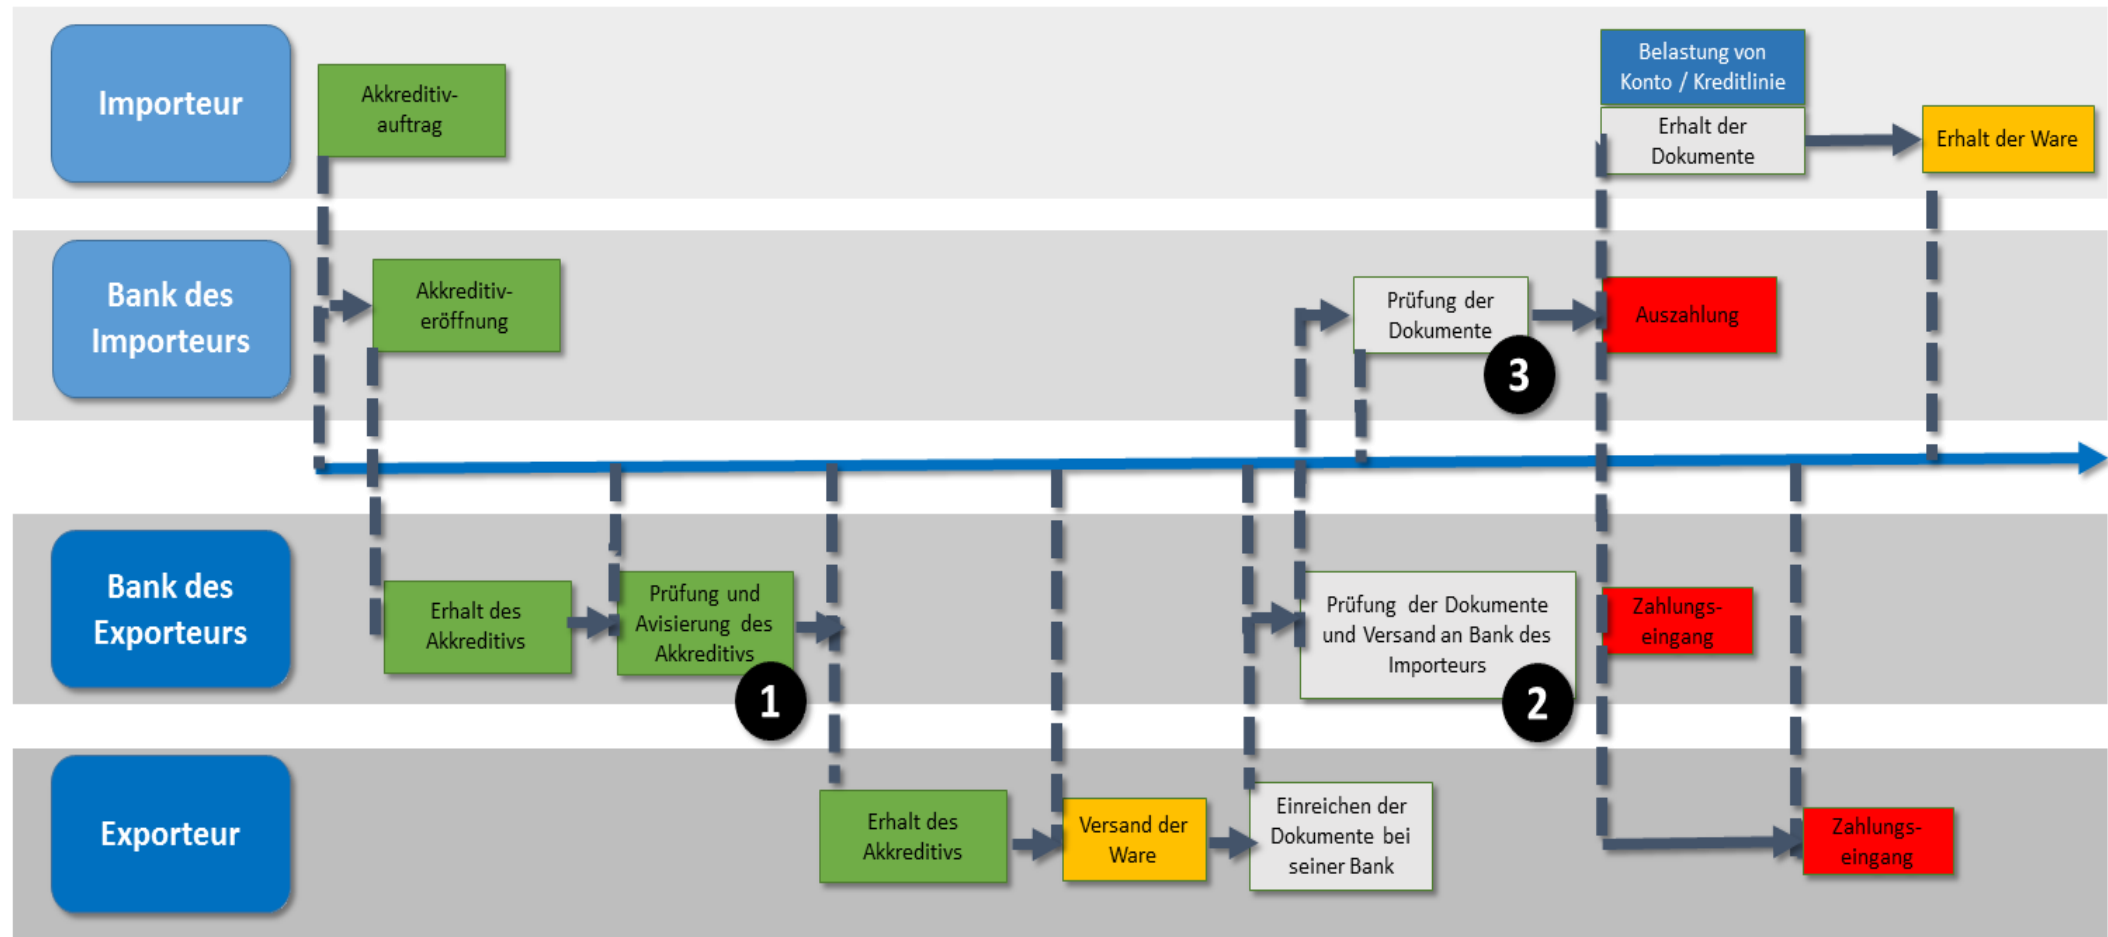 Importeur
Akkreditiv-
auftrag
Belastung von
Konto / Kreditlinie
Erhalt der
Dokumente
Erhalt der Ware
Bank des
Importeurs
Akkreditiv-
eröffnung
Prüfung der
Dokumente
3
Auszahlung
Bank des
Exporteurs
Erhalt des
Akkreditivs
Prüfung und
Avisierung des
Akkreditivs
1
Prüfung der Dokumente
und Versand an Bank des
Importeurs
2
Zahlungs-
eingang
Exporteur
Erhalt des
Akkreditivs
Versand der
Ware
Einreichen der
Dokumente bei
seiner Bank
Zahlungs-
eingang